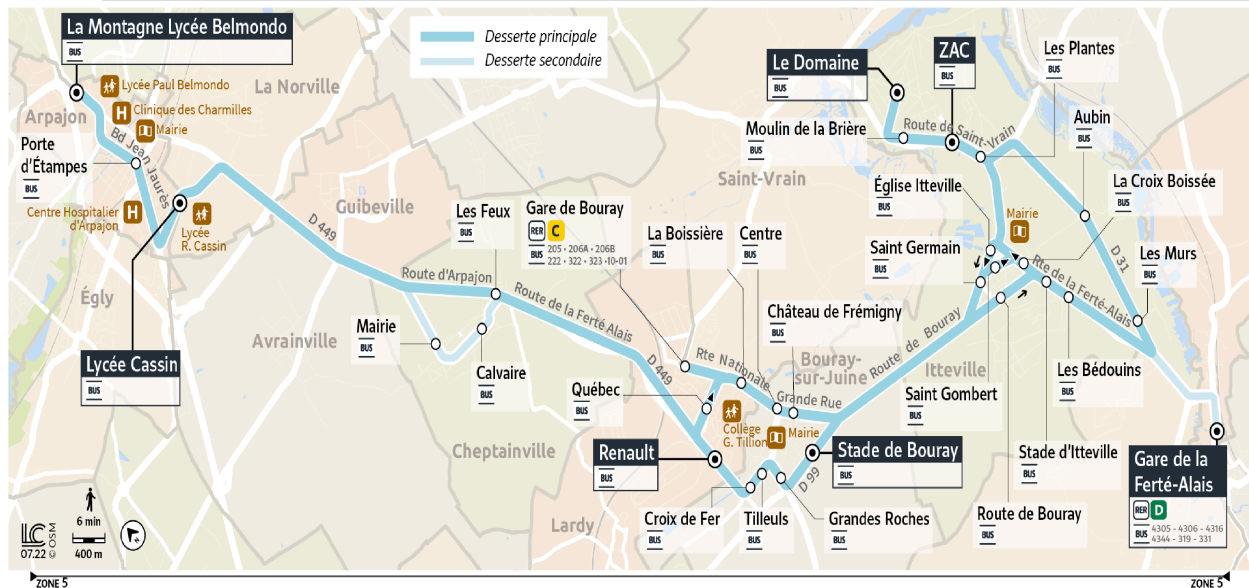 La Montagne Lycée Belmondo
BUS
Desserte principale
Desserte secondaire
Lycée Paul Belmondo
Clinique des Charmilles
Mairie
H
Arpajon
La Norville
Porte
d'Étampes
BUS
Bd Jean Jaurès
Centre Hospitalier
d'Arpajon
H
Lycée
R. Cassin
Égly
Lycée Cassin
BUS
D 449
Guibeville
Avrainville
Route d'Arpajon
Les Feux
BUS
Mairie
BUS
Calvaire
BUS
Cheptainville
Route de la Ferté Alais
D 449
Gare de Bouray
RER C
BUS
205 • 206A • 206B
222 • 322 • 323 •10-01
La Boissière
BUS
Centre
BUS
Rte Nationale
Château de Frémigny
BUS
Grande Rue
Bouray-
sur-Juine
Québec
BUS
Collège
G. Tillion
Mairie
Renault
BUS
Stade de Bouray
BUS
D 99
Lardy
Croix de Fer
BUS
Tilleuls
BUS
Grandes Roches
BUS
Route de Bouray
Itteville
Saint-Vrain
Le Domaine
BUS
ZAC
BUS
Les Plantes
BUS
Moulin de la Brière
BUS
Route de Saint-Vrain
Aubin
BUS
Église Itteville
BUS
La Croix Boissée
BUS
Mairie
Saint Germain
BUS
Les Murs
BUS
D 31
Rte de la Ferté-Alais
Saint Gombert
BUS
Les Bédouins
BUS
Stade d'Itteville
BUS
Route de Bouray
BUS
Gare de la
Ferté-Alais
RER D
BUS
4305 - 4306 - 4316
4344 - 319 - 331
6 min
400 m
LC
07.22 © OSM
ZONE 5
ZONE 5